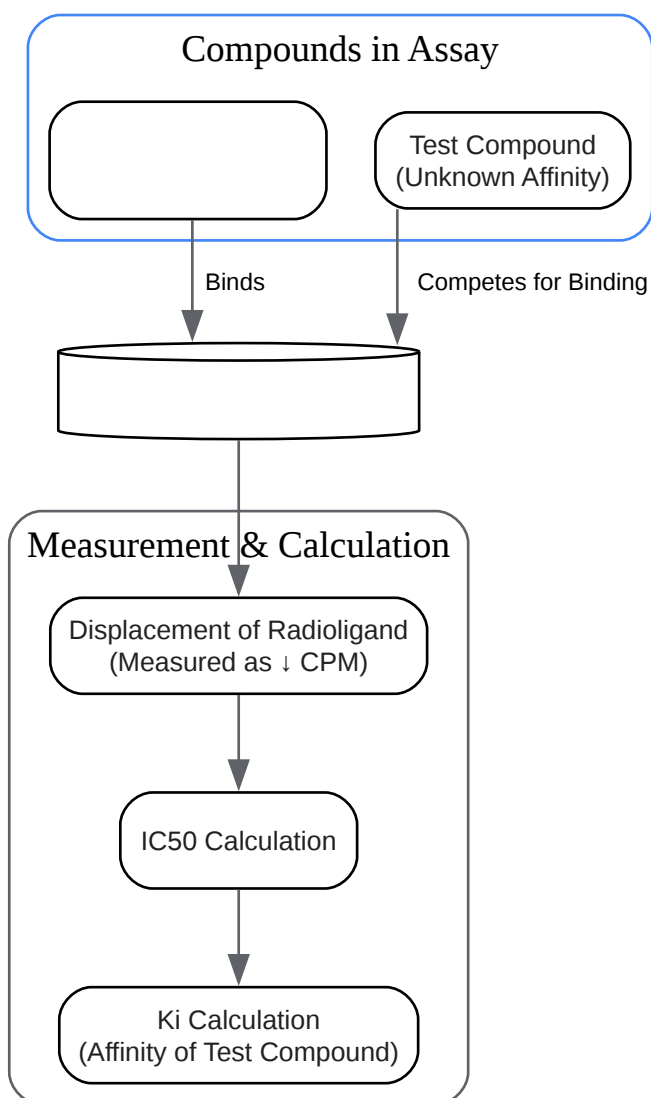 Compounds in Assay
Test Compound
(Unknown Affinity)
Binds
Competes for Binding
Measurement & Calculation
Displacement of Radioligand
(Measured as ↓ CPM)
IC50 Calculation
Ki Calculation
(Affinity of Test Compound)